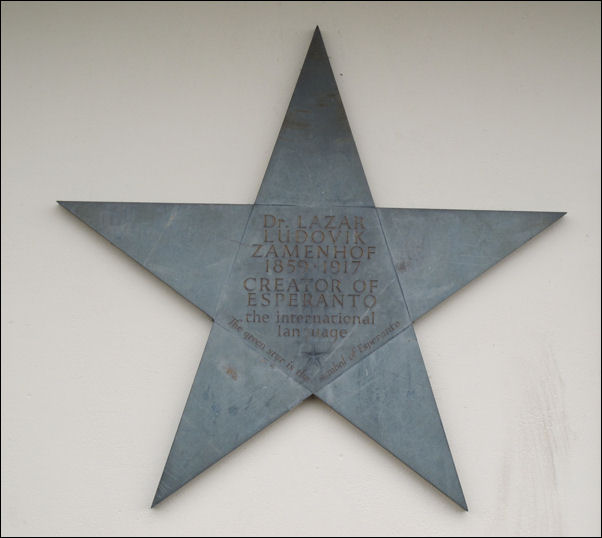 Dr. LAZAR
LUDOVIK
ZAMENHOF
1859-1917
CREATOR OF
ESPERANTO
the international
language
The green star is the symbol of Esperanto